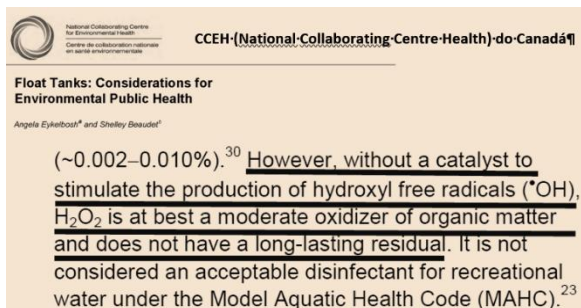 National Collaborating Centre
for Environmental Health
Centre de collaboration nationale
en santé environnementale
CCEH·(National·Collaborating·Centre·Health)·do·Canadá¶
Float Tanks: Considerations for
Environmental Public Health
Angela Eykelbosh and Shelley Beaudet
(~0.002–0.010%).³⁰ However, without a catalyst to
stimulate the production of hydroxyl free radicals (•OH),
H₂O₂ is at best a moderate oxidizer of organic matter
and does not have a long-lasting residual. It is not
considered an acceptable disinfectant for recreational
water under the Model Aquatic Health Code (MAHC).²³